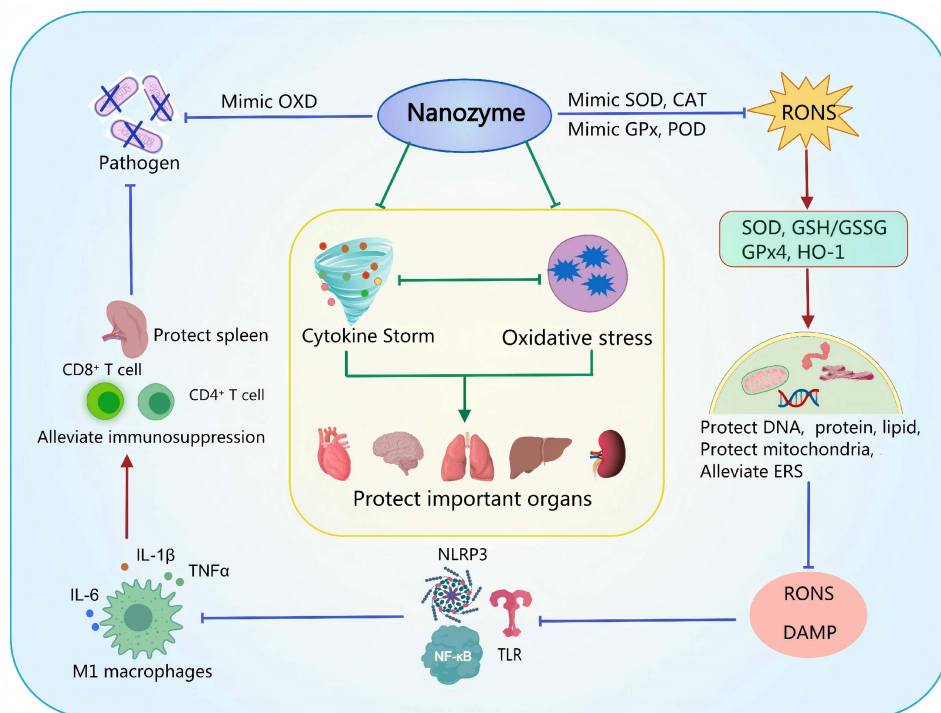 Nanozyme
Mimic OXD
Mimic SOD, CAT
Mimic GPx, POD
RONS
Pathogen
SOD, GSH/GSSG
GPx4, HO-1
Cytokine Storm
Oxidative stress
Protect spleen
CD8⁺ T cell
CD4⁺ T cell
Alleviate immunosuppression
Protect important organs
Protect DNA, protein, lipid,
Protect mitochondria,
Alleviate ERS
IL-1β
TNFα
IL-6
M1 macrophages
NLRP3
NF-κB
TLR
RONS
DAMP